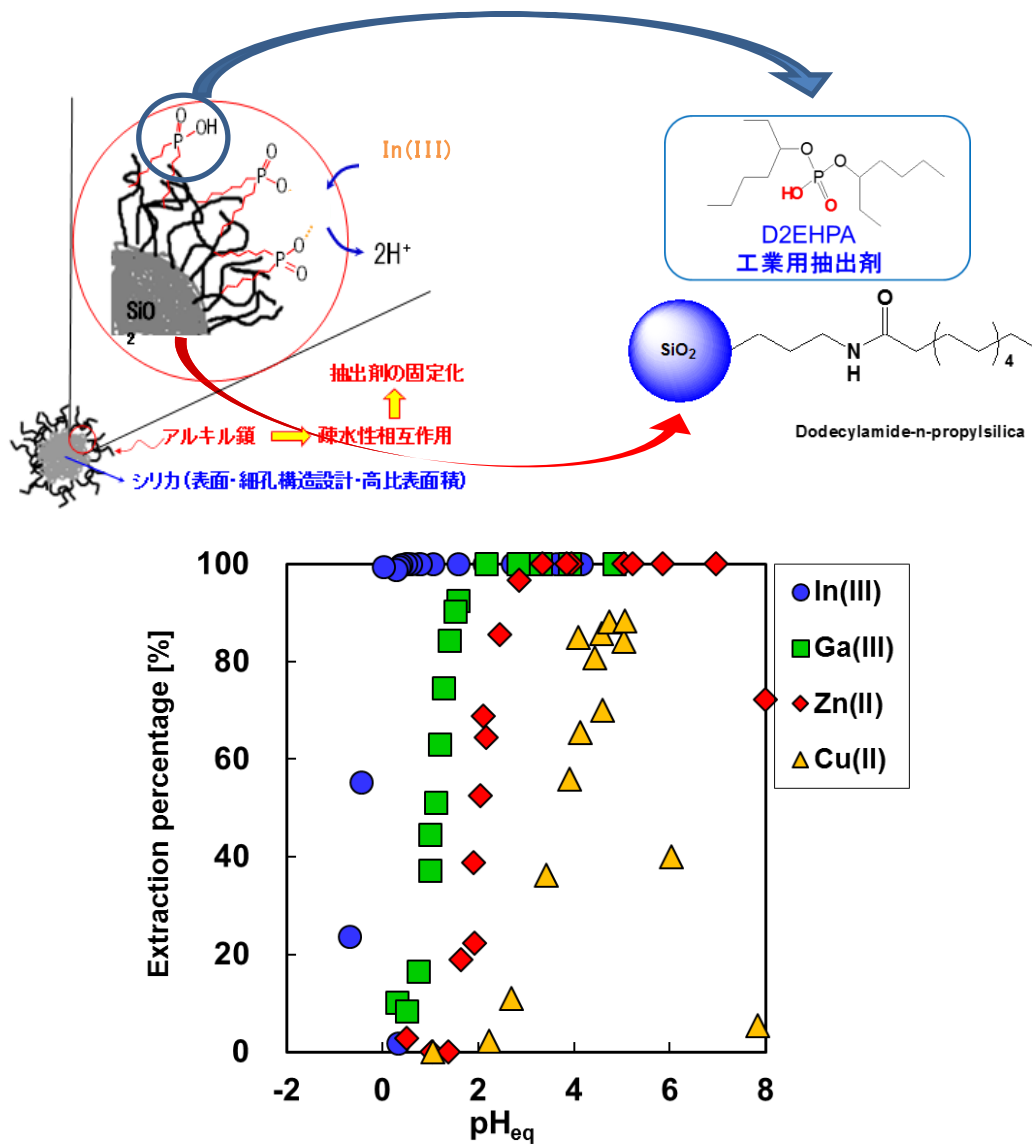 O
P
OH
In(III)
O
P
O
O
P
O
2H+
SiO
2
O
O
P
HO
O
D2EHPA
工業用抽出剤
SiO2
N
H
O
4
Dodecylamide-n-propylsilica
抽出剤の固定化
アルキル鎖
疎水性相互作用
シリカ(表面・細孔構造設計・高比表面積)
Extraction percentage [%]
100
80
60
40
20
0
-2 0 2 4 6 8
pHeq
In(III)
Ga(III)
Zn(II)
Cu(II)